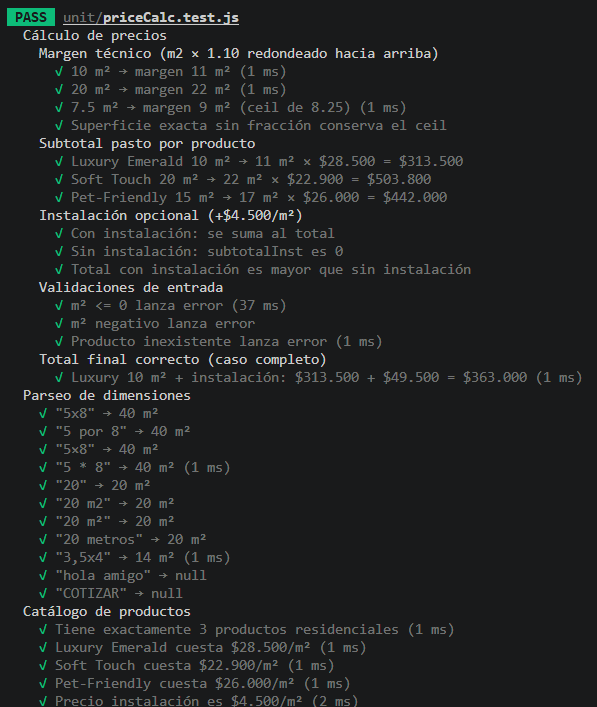 PASS unit/priceCalc.test.js
Cálculo de precios
Margen técnico (m2 × 1.10 redondeado hacia arriba)
√ 10 m² → margen 11 m² (1 ms)
√ 20 m² → margen 22 m² (1 ms)
√ 7.5 m² → margen 9 m² (ceil de 8.25) (1 ms)
√ Superficie exacta sin fracción conserva el ceil
Subtotal pasto por producto
√ Luxury Emerald 10 m² → 11 m² × $28.500 = $313.500
√ Soft Touch 20 m² → 22 m² × $22.900 = $503.800
√ Pet-Friendly 15 m² → 17 m² × $26.000 = $442.000
Instalación opcional (+$4.500/m²)
√ Con instalación: se suma al total
√ Sin instalación: subtotalInst es 0
√ Total con instalación es mayor que sin instalación
Validaciones de entrada
√ m² <= 0 lanza error (37 ms)
√ m² negativo lanza error
√ Producto inexistente lanza error (1 ms)
Total final correcto (caso completo)
√ Luxury 10 m² + instalación: $313.500 + $49.500 = $363.000 (1 ms)
Parseo de dimensiones
√ "5x8" → 40 m²
√ "5 por 8" → 40 m²
√ "5×8" → 40 m²
√ "5 * 8" → 40 m² (1 ms)
√ "20" → 20 m²
√ "20 m2" → 20 m²
√ "20 m²" → 20 m²
√ "20 metros" → 20 m²
√ "3,5x4" → 14 m² (1 ms)
√ "hola amigo" → null
√ "COTIZAR" → null
Catálogo de productos
√ Tiene exactamente 3 productos residenciales (1 ms)
√ Luxury Emerald cuesta $28.500/m² (1 ms)
√ Soft Touch cuesta $22.900/m² (1 ms)
√ Pet-Friendly cuesta $26.000/m² (1 ms)
√ Precio instalación es $4.500/m² (2 ms)